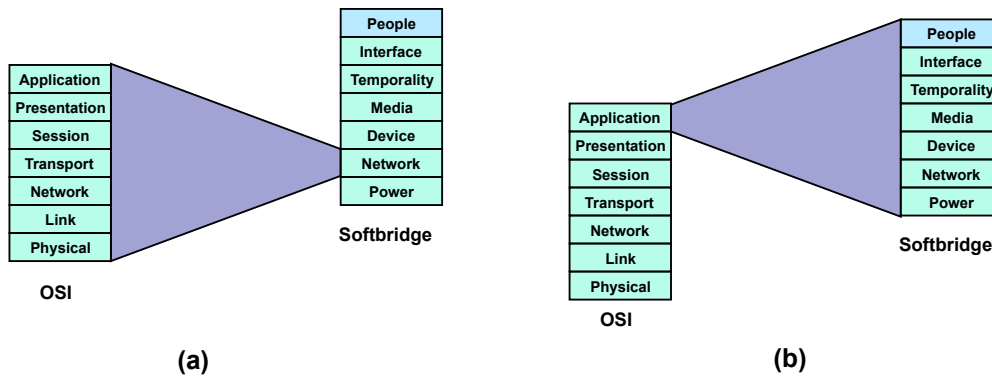 Application
Presentation
Session
Transport
Network
Link
Physical
OSI
People
Interface
Temporality
Media
Device
Network
Power
Softbridge
(a)
Application
Presentation
Session
Transport
Network
Link
Physical
OSI
People
Interface
Temporality
Media
Device
Network
Power
Softbridge
(b)